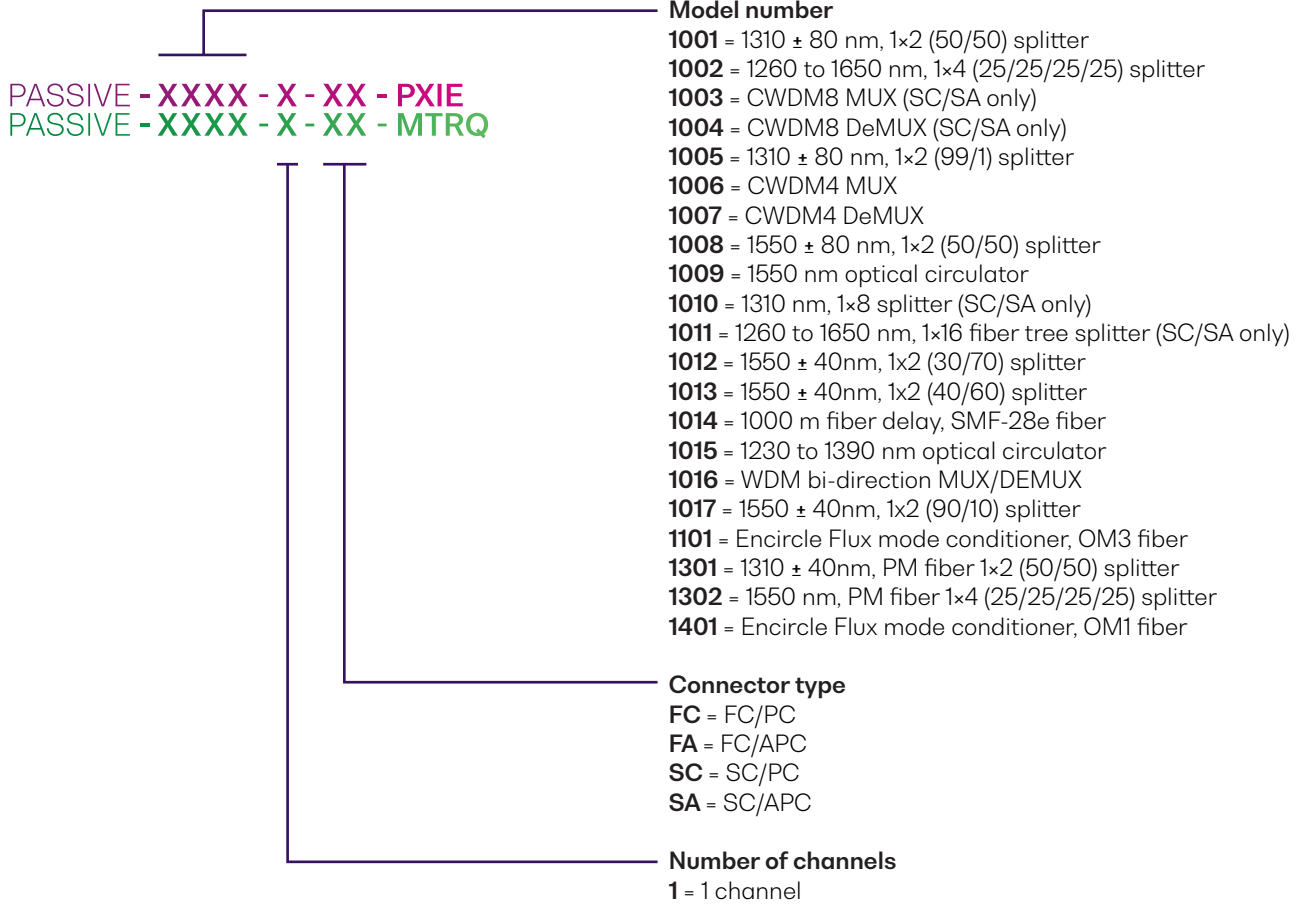 Model number
1001 = 1310 ± 80 nm, 1×2 (50/50) splitter
1002 = 1260 to 1650 nm, 1×4 (25/25/25/25) splitter
PASSIVE - XXXX - X - XX - PXIE
PASSIVE - XXXX - X - XX - MTRQ
1003 = CWDM8 MUX (SC/SA only)
1004 = CWDM8 DeMUX (SC/SA only)
1005 = 1310 ± 80 nm, 1×2 (99/1) splitter
1006 = CWDM4 MUX
1007 = CWDM4 DeMUX
1008 = 1550 ± 80 nm, 1×2 (50/50) splitter
1009 = 1550 nm optical circulator
1010 = 1310 nm, 1×8 splitter (SC/SA only)
1011 = 1260 to 1650 nm, 1×16 fiber tree splitter (SC/SA only)
1012 = 1550 ± 40nm, 1x2 (30/70) splitter
1013 = 1550 ± 40nm, 1x2 (40/60) splitter
1014 = 1000 m fiber delay, SMF-28e fiber
1015 = 1230 to 1390 nm optical circulator
1016 = WDM bi-direction MUX/DEMUX
1017 = 1550 ± 40nm, 1x2 (90/10) splitter
1101 = Encircle Flux mode conditioner, OM3 fiber
1301 = 1310 ± 40nm, PM fiber 1×2 (50/50) splitter
1302 = 1550 nm, PM fiber 1×4 (25/25/25/25) splitter
1401 = Encircle Flux mode conditioner, OM1 fiber
Connector type
FC = FC/PC
FA = FC/APC
SC = SC/PC
SA = SC/APC
Number of channels
1 = 1 channel